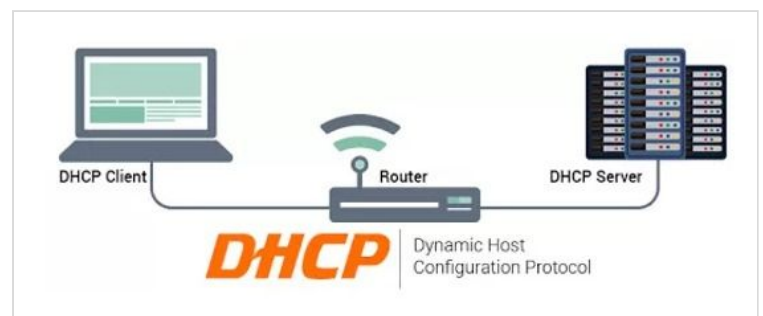 DHCP Client
Router
DHCP Server
DHCP
Dynamic Host
Configuration Protocol